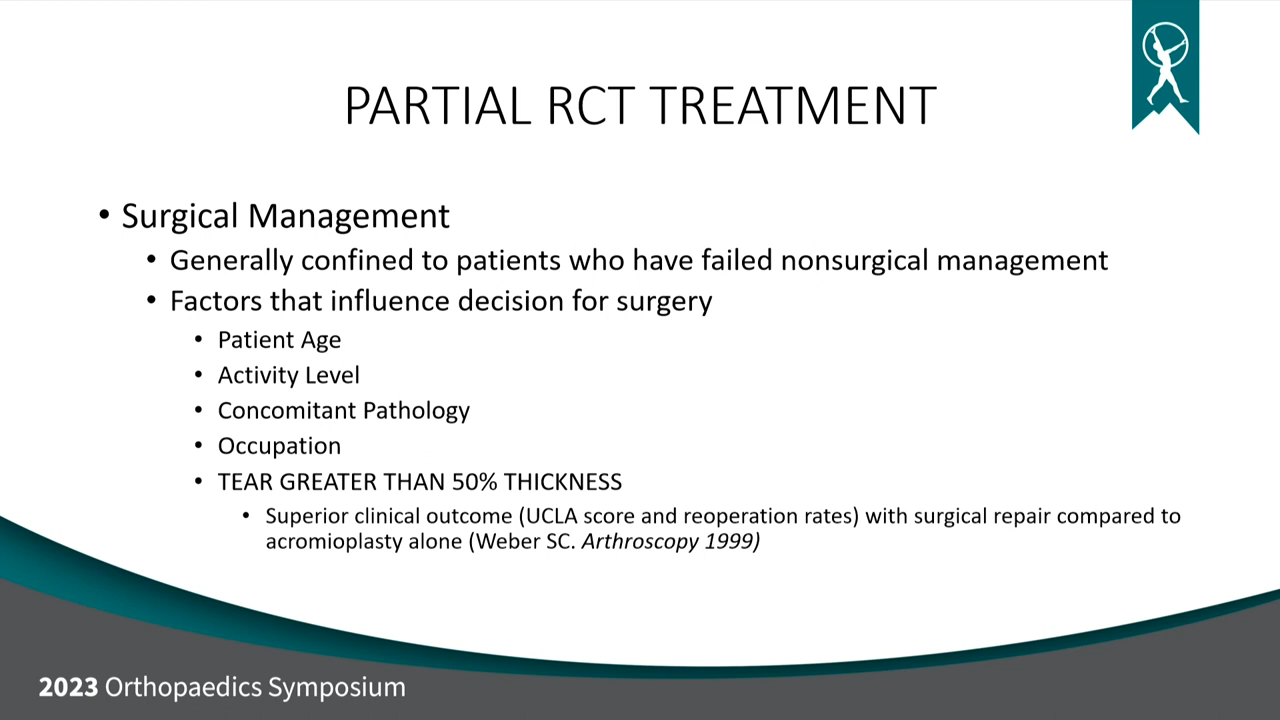 PARTIAL RCT TREATMENT
• Surgical Management
• Generally confined to patients who have failed nonsurgical management
• Factors that influence decision for surgery
• Patient Age
• Activity Level
• Concomitant Pathology
• Occupation
• TEAR GREATER THAN 50% THICKNESS
• Superior clinical outcome (UCLA score and reoperation rates) with surgical repair compared to
acromioplasty alone (Weber SC. Arthroscopy 1999)
2023 Orthopaedics Symposium